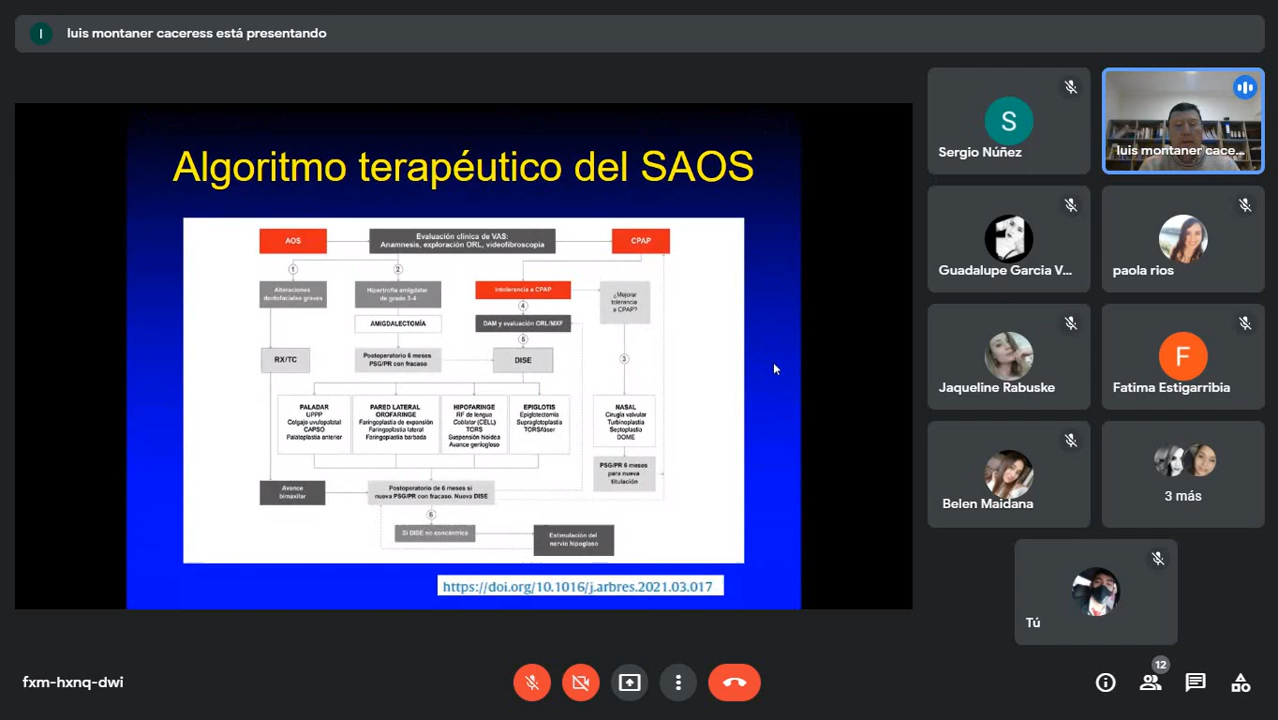 luis montaner caceress está presentando
I
Algoritmo terapéutico del SAOS
AOS
Evaluación clínica de VAS:
Anamnesis, exploración ORL, videofibroscopia
CPAP
1
2
Alteraciones
dentofaciales graves
Hipertrofia amigdalar
de grado 3-4
Intolerancia a CPAP
¿Mejorar
tolerancia
a CPAP?
4
AMIGDALECTOMÍA
DAM y evaluación ORL/MXF
5
RX/TC
Postoperatorio 6 meses
PSG/PR con fracaso
DISE
3
PALADAR
UPPP
Colgajo uvulopalatal
CAPSO
Palatoplastia anterior
PARED LATERAL
OROFARINGE
Faringoplastia de expansión
Faringoplastia lateral
Faringoplastia barbada
HIPOFARINGE
RF de lengua
Coblator (CELL)
TORS
Suspensión hioidea
Avance geniogloso
EPIGLOTIS
Epiglotectomía
Supraglotoplastia
TORS/láser
NASAL
Cirugía valvular
Turbinoplastia
Septoplastia
DOME
PSG/PR 6 meses
para nueva
titulación
Avance
bimaxilar
Postoperatorio de 6 meses si
nueva PSG/PR con fracaso. Nueva DISE
6
Si DISE no concéntrica
Estimulación del
nervio hipogloso
https://doi.org/10.1016/j.arbres.2021.03.017
S
Sergio Núñez
luis montaner cace...
Guadalupe Garcia V...
paola rios
Jaqueline Rabuske
F
Fatima Estigarribia
Belen Maidana
3 más
Tú
fxm-hxnq-dwi
12